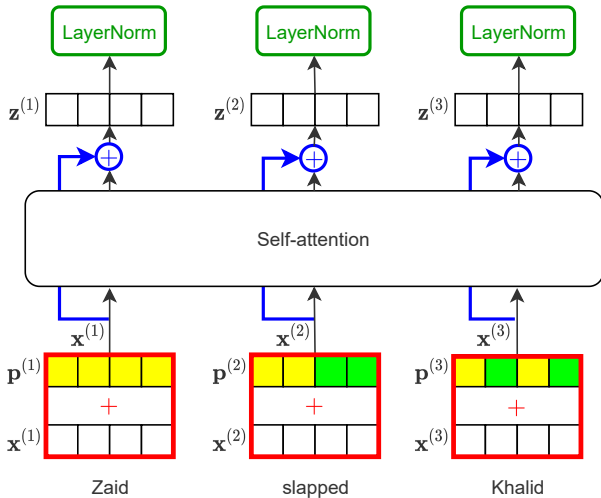 LayerNorm LayerNorm LayerNorm
z^(1) z^(2) z^(3)
+ + +
Self-attention
x^(1) x^(2) x^(3)
p^(1) p^(2) p^(3)
+ + +
x^(1) x^(2) x^(3)
Zaid slapped Khalid